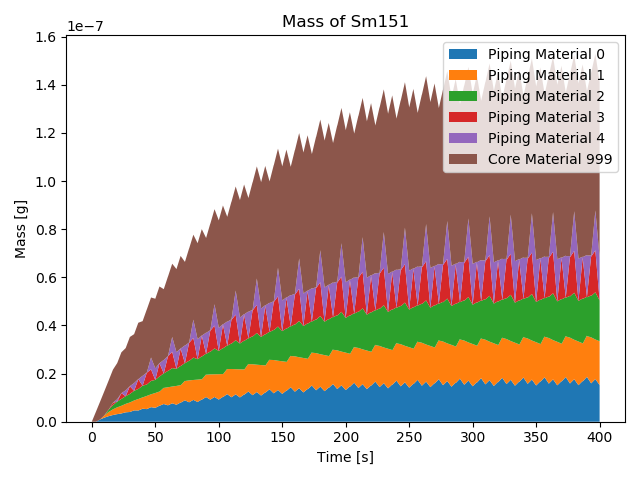 Mass of Sm151
1e−7
1.6
1.4
1.2
1.0
0.8
0.6
0.4
0.2
0.0
Mass [g]
Piping Material 0
Piping Material 1
Piping Material 2
Piping Material 3
Piping Material 4
Core Material 999
0 50 100 150 200 250 300 350 400
Time [s]